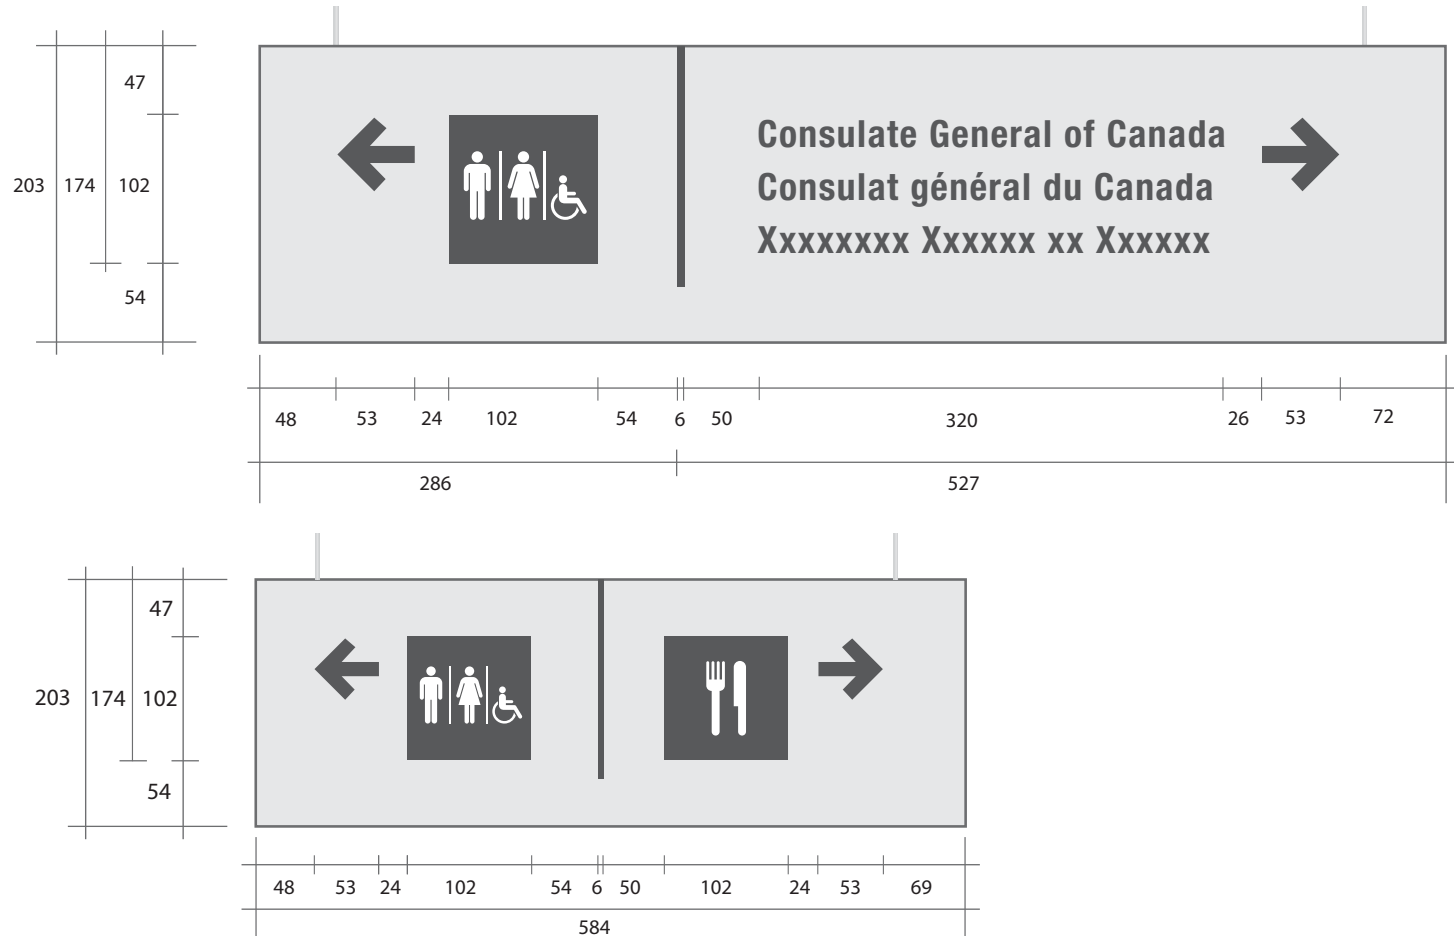 47
203 174 102
54
Consulate General of Canada
Consulat général du Canada
Xxxxxxxx Xxxxxx xx Xxxxxx
48 53 24 102 54 6 50 320 26 53 72
286 527
47
203 174 102
54
48 53 24 102 54 6 50 102 24 53 69
584